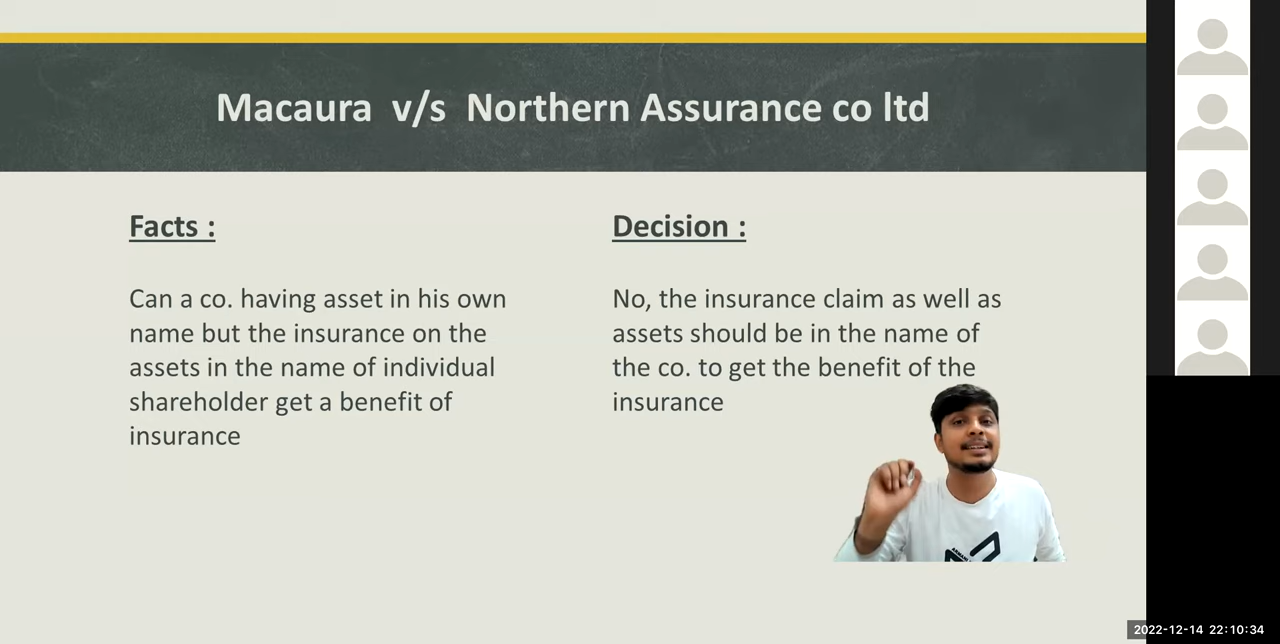 Macaura v/s Northern Assurance co ltd
Facts :
Can a co. having asset in his own
name but the insurance on the
assets in the name of individual
shareholder get a benefit of
insurance
Decision :
No, the insurance claim as well as
assets should be in the name of
the co. to get the benefit of the
insurance
2022-12-14 22:10:34